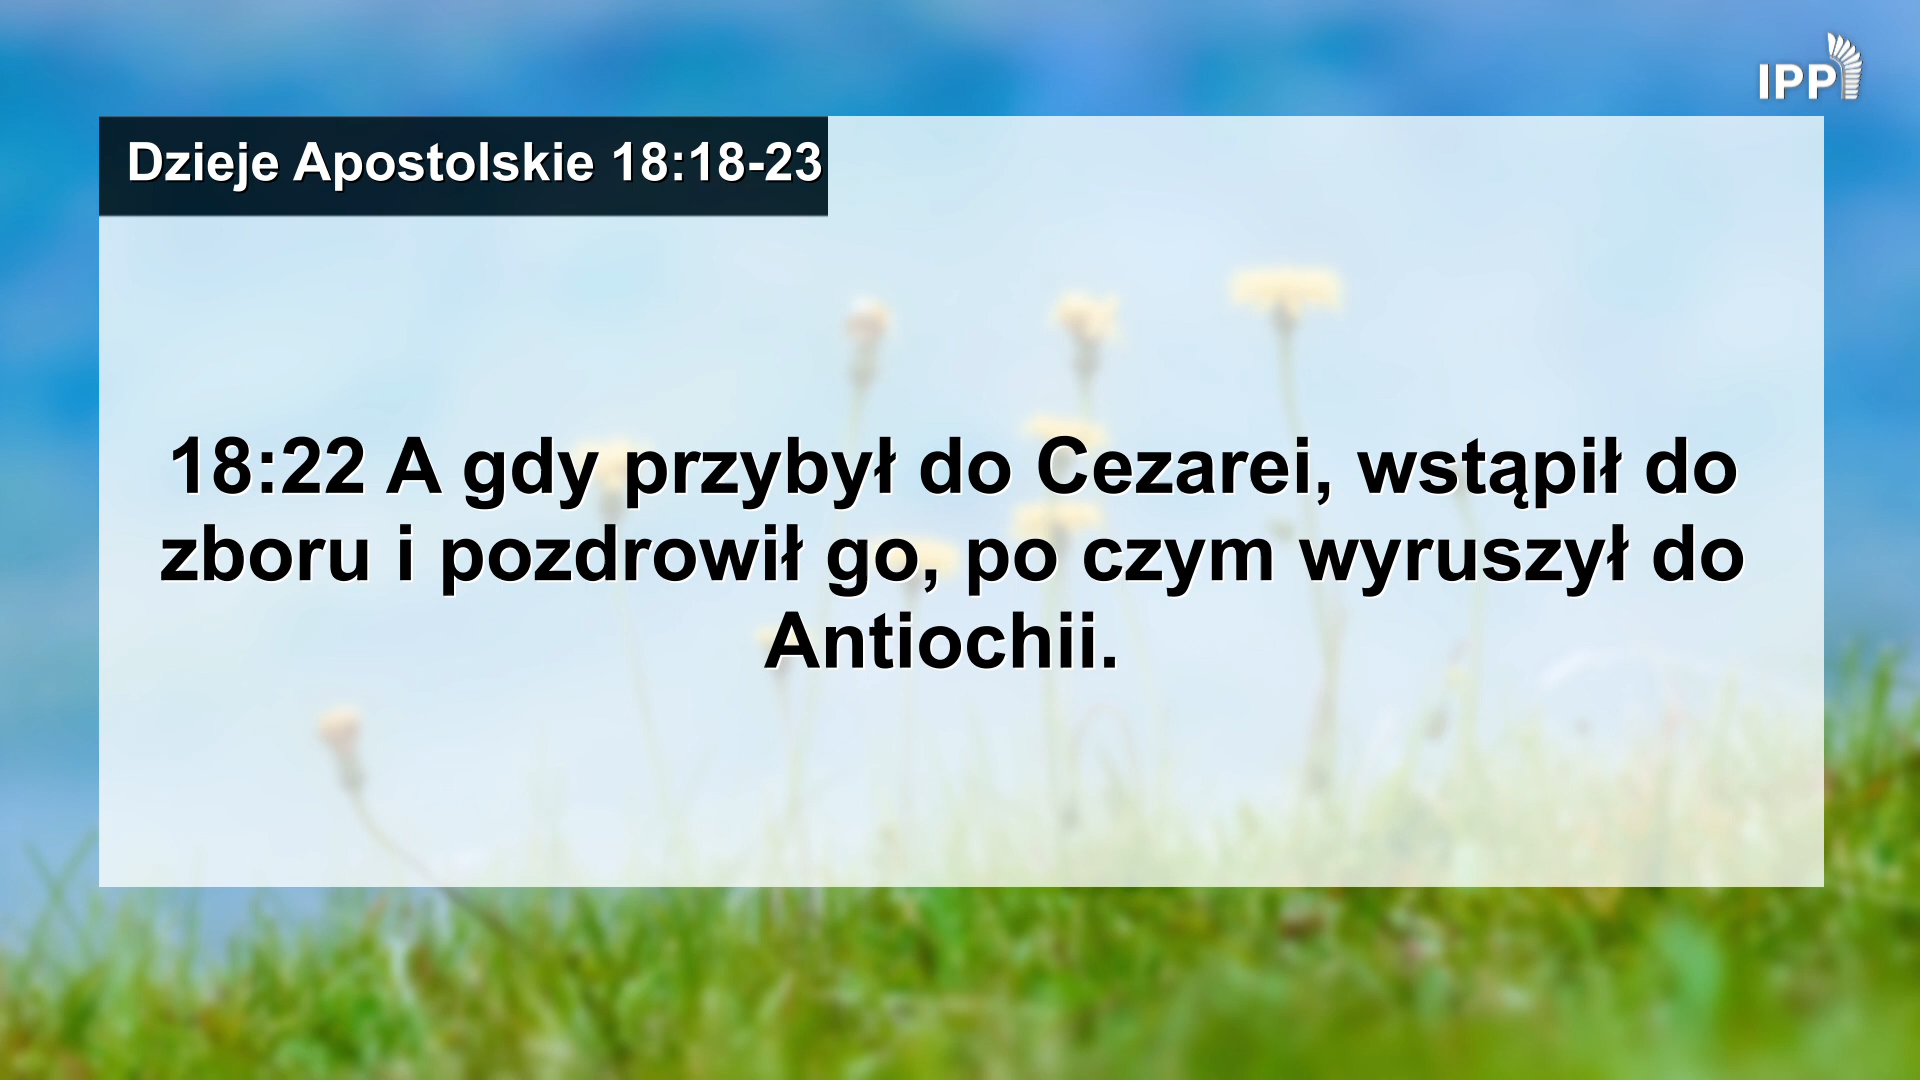 IPP
Dzieje Apostolskie 18:18-23
18:22 A gdy przybył do Cezarei, wstąpił do
zboru i pozdrowił go, po czym wyruszył do
Antiochii.